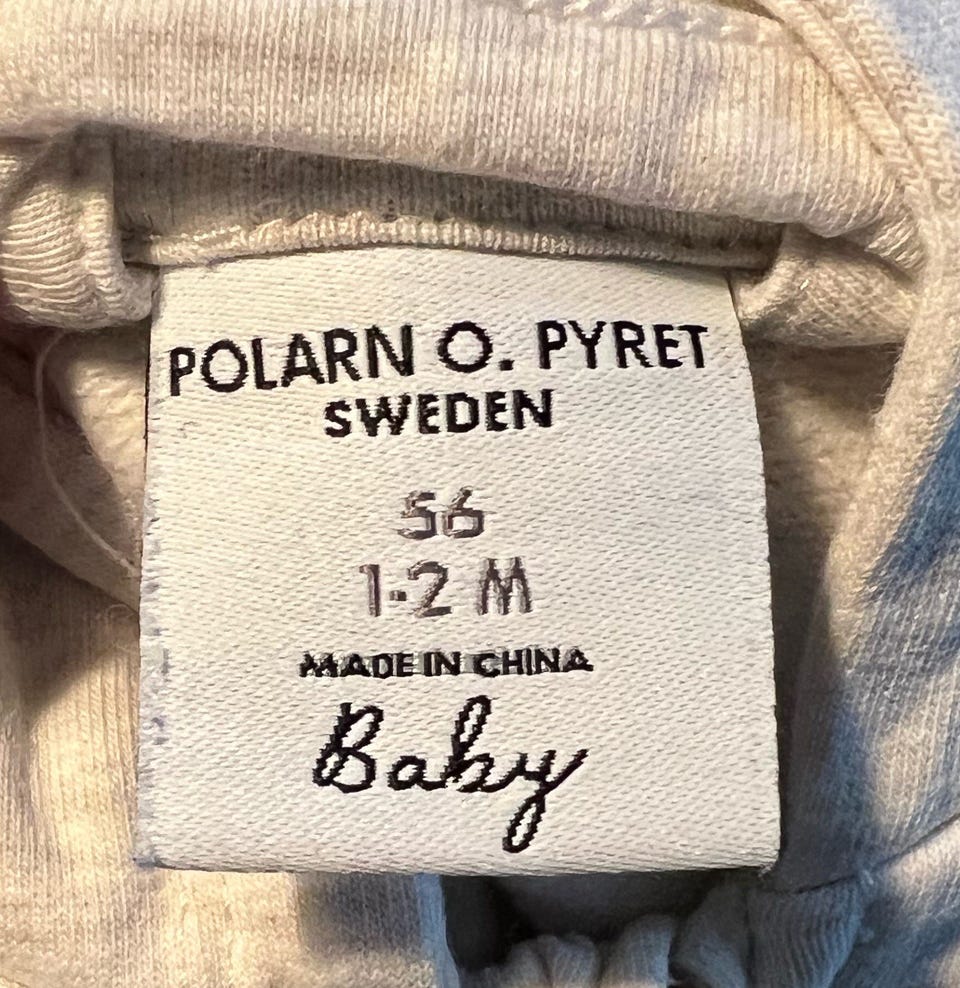 POLARN O. PYRET
SWEDEN
56
1-2 M
MADE IN CHINA
Baby